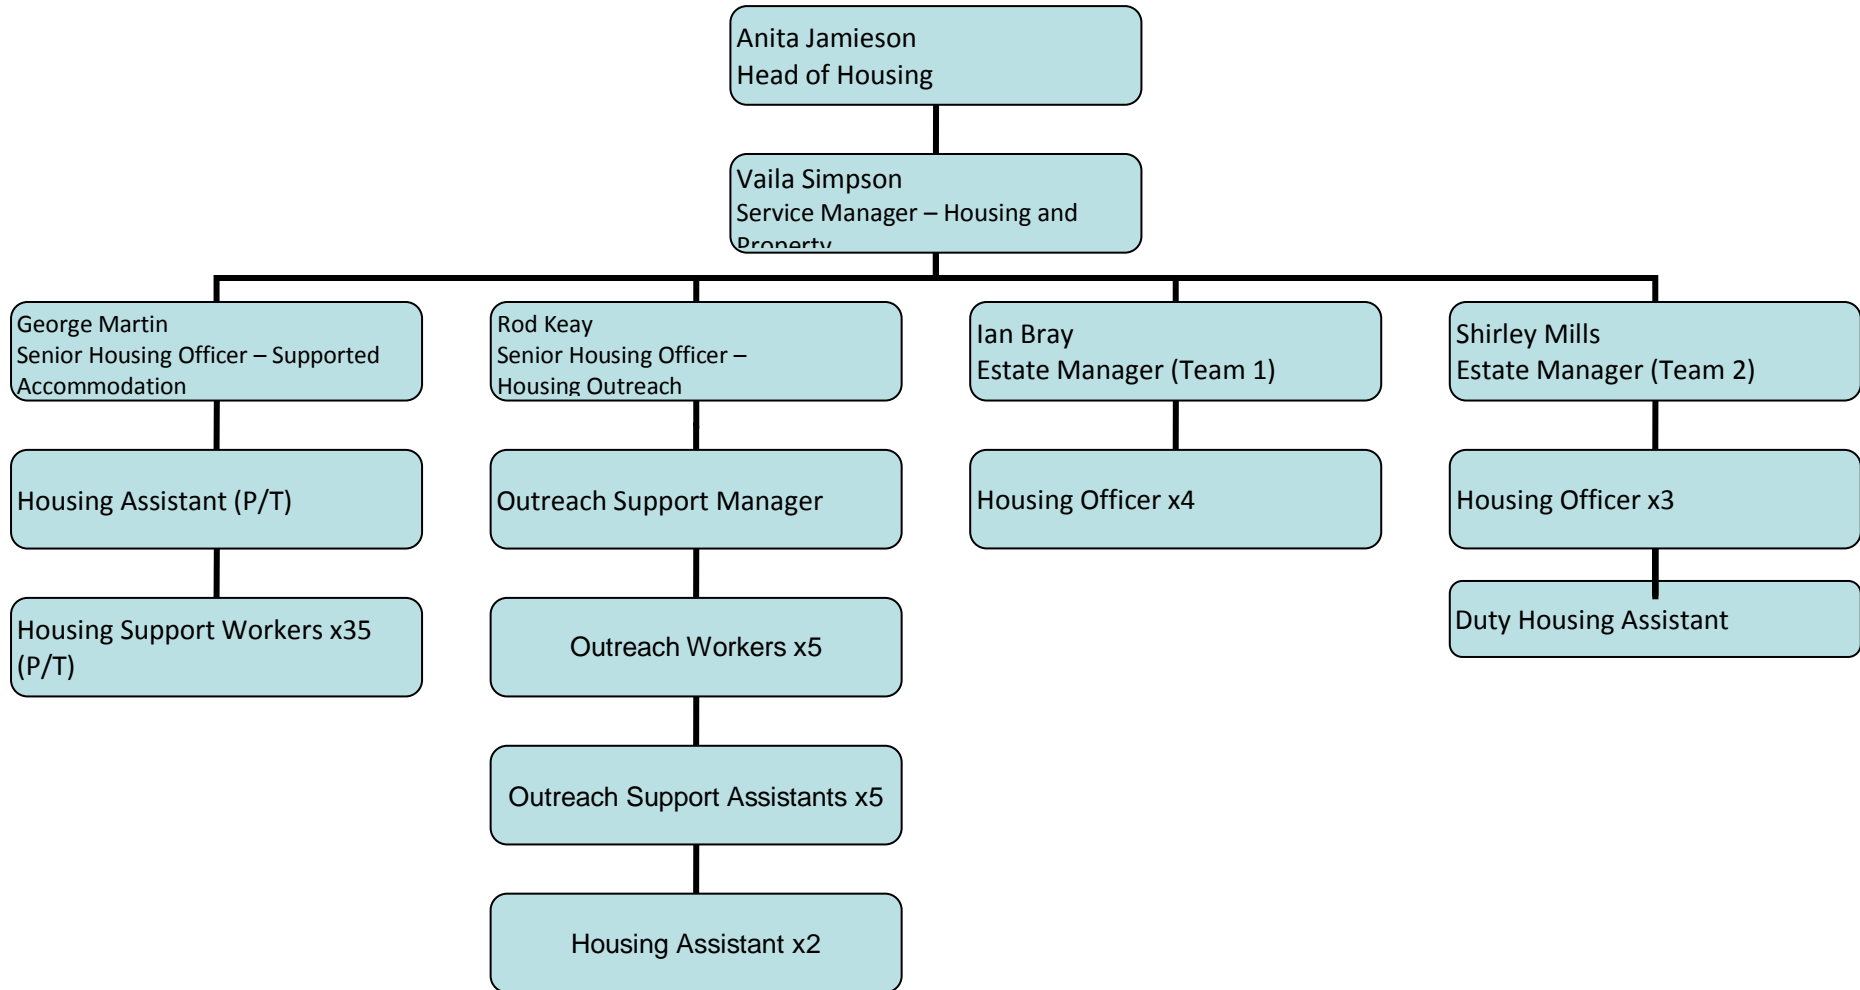 Anita Jamieson
Head of Housing
Vaila Simpson
Service Manager – Housing and
Property
George Martin
Senior Housing Officer – Supported
Accommodation
Rod Keay
Senior Housing Officer –
Housing Outreach
Ian Bray
Estate Manager (Team 1)
Shirley Mills
Estate Manager (Team 2)
Housing Assistant (P/T)
Outreach Support Manager
Housing Officer x4
Housing Officer x3
Housing Support Workers x35
(P/T)
Outreach Workers x5
Duty Housing Assistant
Outreach Support Assistants x5
Housing Assistant x2